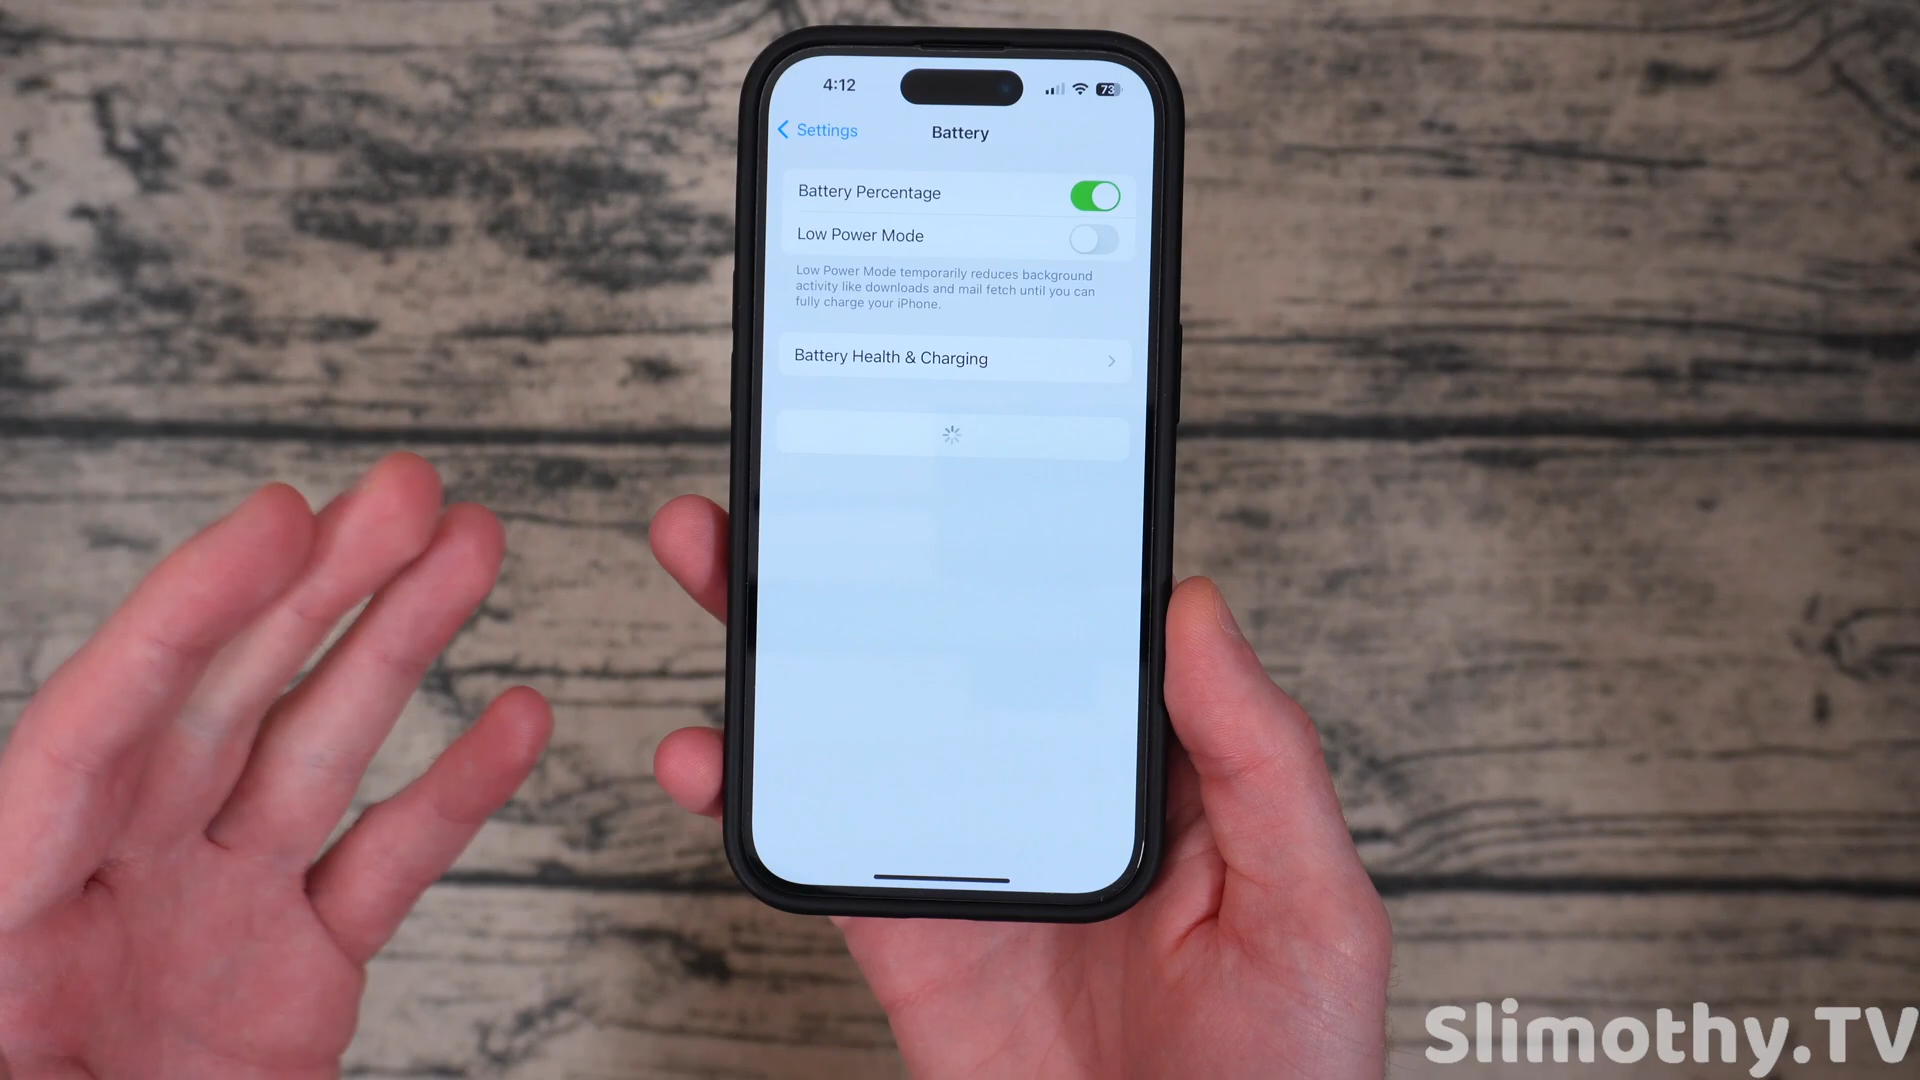 4:12
73
Settings
Battery
Battery Percentage
Low Power Mode
Low Power Mode temporarily reduces background
activity like downloads and mail fetch until you can
fully charge your iPhone.
Battery Health & Charging
Slimothy.TV